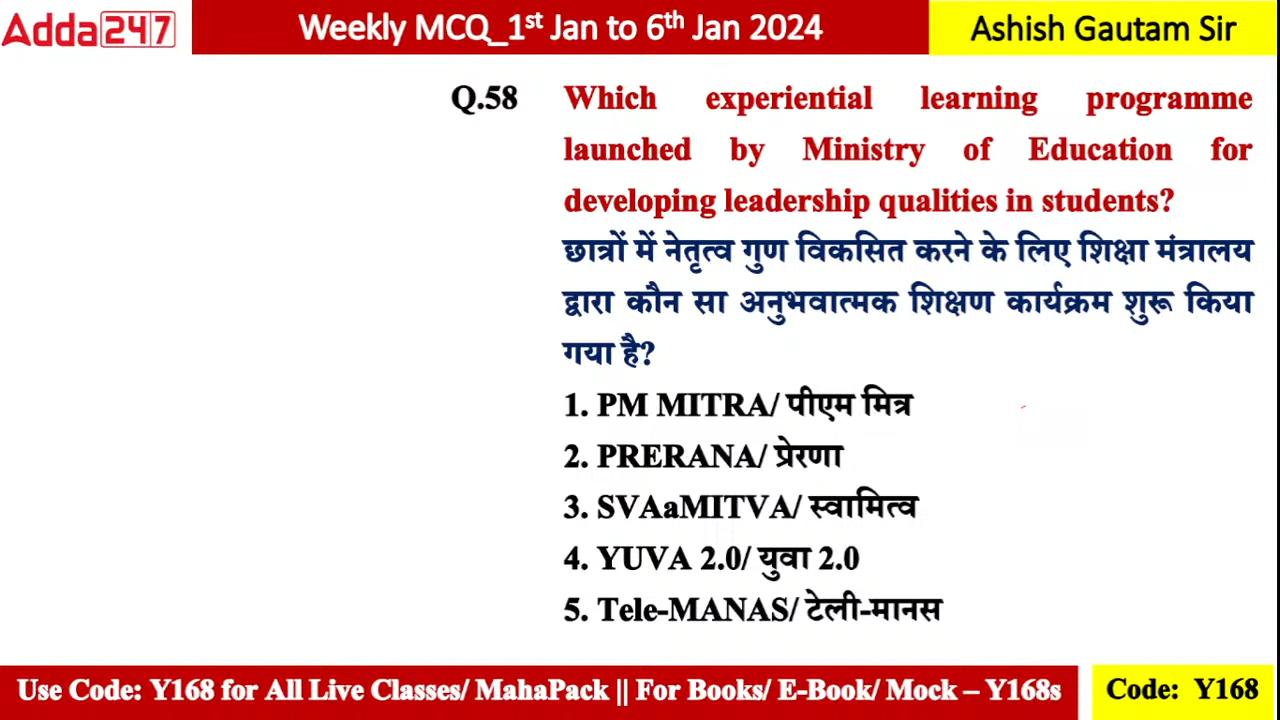 Adda247
Weekly MCQ_1st Jan to 6th Jan 2024
Ashish Gautam Sir
Q.58 Which experiential learning programme
launched by Ministry of Education for
developing leadership qualities in students?
छात्रों में नेतृत्व गुण विकसित करने के लिए शिक्षा मंत्रालय
द्वारा कौन सा अनुभवात्मक शिक्षण कार्यक्रम शुरू किया
गया है?
1. PM MITRA/ पीएम मित्र
2. PRERANA/ प्रेरणा
3. SVAaMITVA/ स्वामित्व
4. YUVA 2.0/ युवा 2.0
5. Tele-MANAS/ टेली-मानस
Use Code: Y168 for All Live Classes/ MahaPack || For Books/ E-Book/ Mock – Y168s
Code: Y168